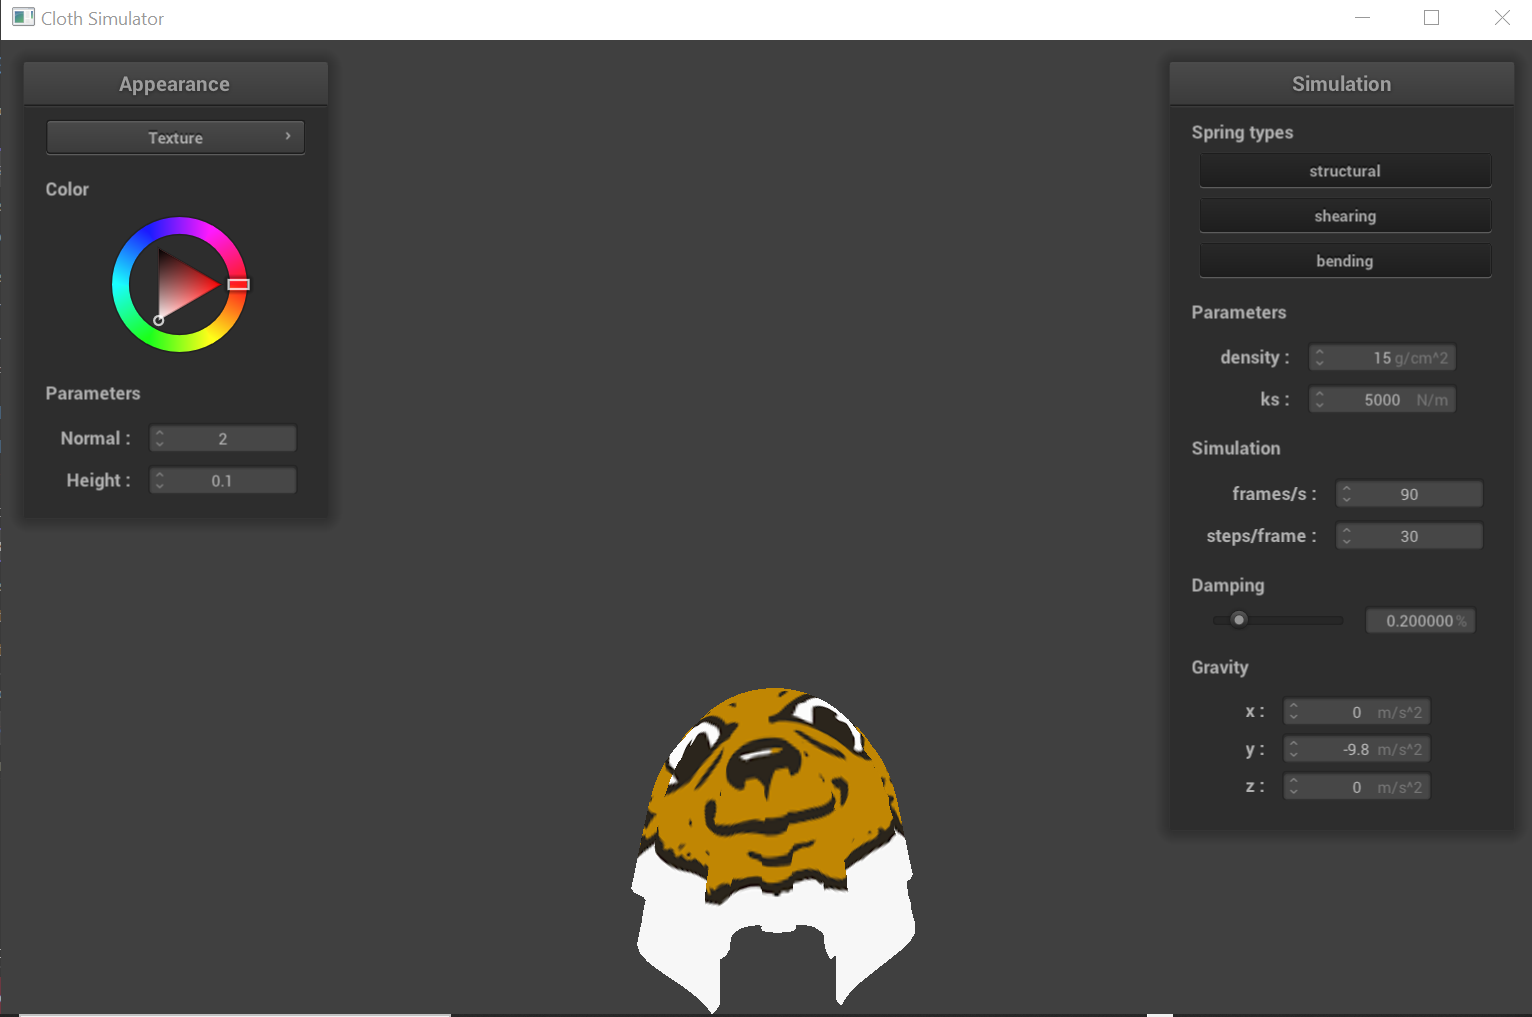 Cloth Simulator
Appearance
Texture
Color
Parameters
Normal : 2
Height : 0.1
Simulation
Spring types
structural
shearing
bending
Parameters
density : 15 g/cm^2
ks : 5000 N/m
Simulation
frames/s : 90
steps/frame : 30
Damping
0.200000 %
Gravity
x : 0 m/s^2
y : -9.8 m/s^2
z : 0 m/s^2